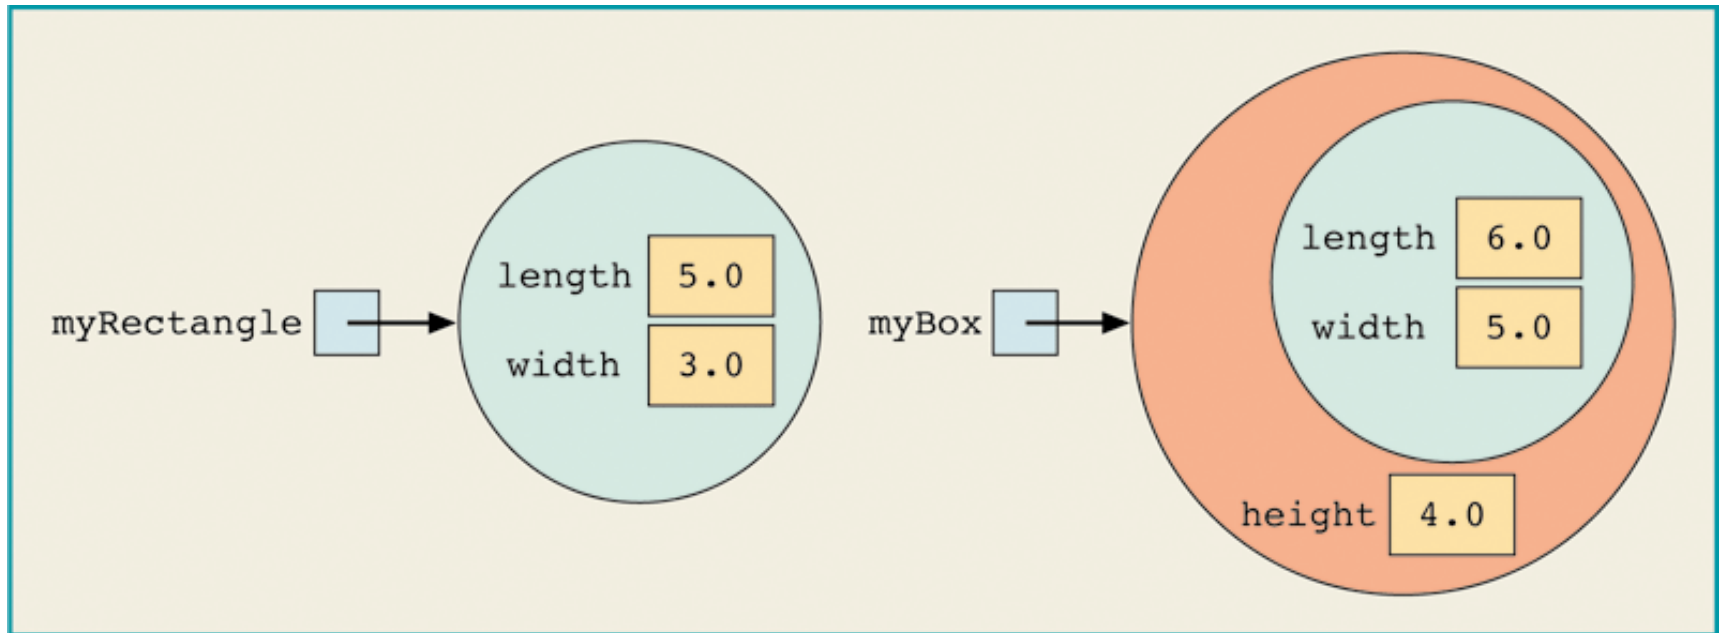 myRectangle
length 5.0
width 3.0
myBox
length 6.0
width 5.0
height 4.0